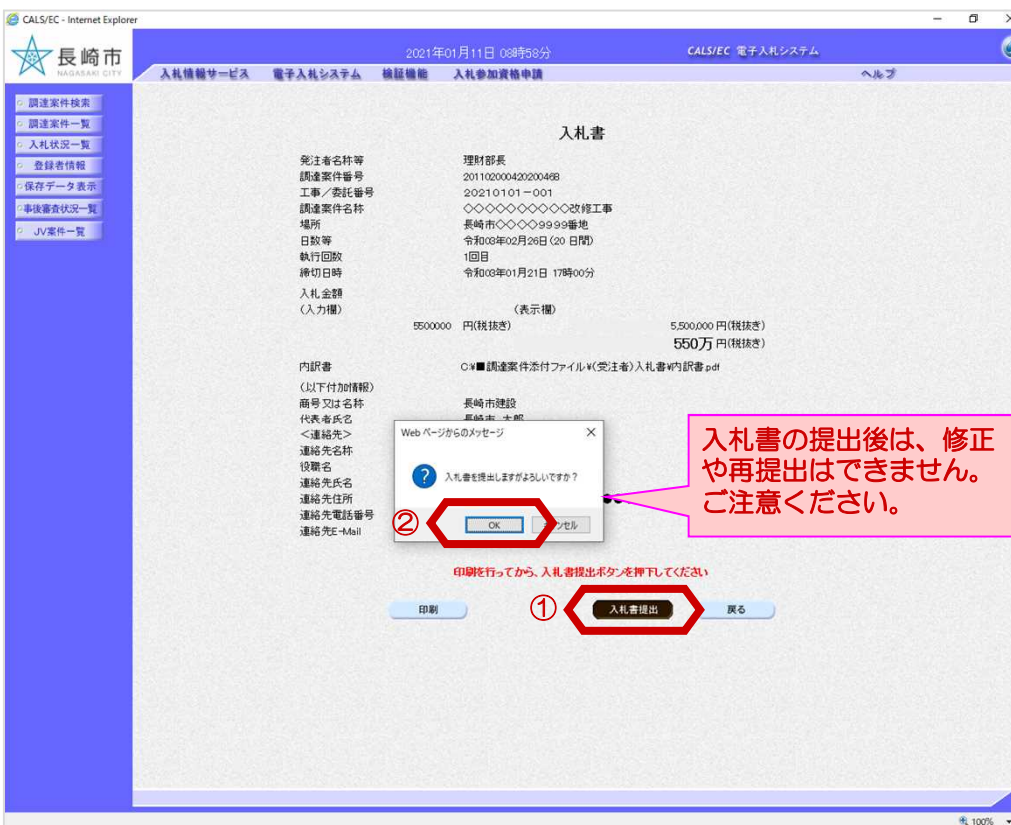 CALS/EC - Internet Explorer
長崎市
NAGASAKI CITY
2021年01月11日 08時58分
CALS/EC 電子入札システム
入札情報サービス 電子入札システム 検証機能 入札参加資格申請 ヘルプ
調達案件検索
調達案件一覧
入札状況一覧
登録者情報
保存データ表示
事後審査状況一覧
JV案件一覧
入札書
発注者名称等 理財部長
調達案件番号 201102000420200468
工事/委託番号 20210101-001
調達案件名称 ◇◇◇◇◇◇◇◇◇◇改修工事
場所 長崎市◇◇◇◇9999番地
日数等 令和03年02月26日(20 日間)
執行回数 1回目
締切日時 令和03年01月21日 17時00分
入札金額
(入力欄) (表示欄)
5500000 円(税抜き) 5,500,000 円(税抜き)
550万 円(税抜き)
内訳書 C:¥■調達案件添付ファイル¥(受注者)入札書¥内訳書.pdf
(以下付加情報)
商号又は名称 長崎市建設
代表者氏名 長崎市 太郎
<連絡先>
連絡先名称
役職名
連絡先氏名
連絡先住所
連絡先電話番号
連絡先E-Mail
Web ページからのメッセージ
入札書を提出しますがよろしいですか?
② OK キャンセル
入札書の提出後は、修正
や再提出はできません。
ご注意ください。
印刷を行ってから、入札書提出ボタンを押下してください
印刷 ① 入札書提出 戻る
100%